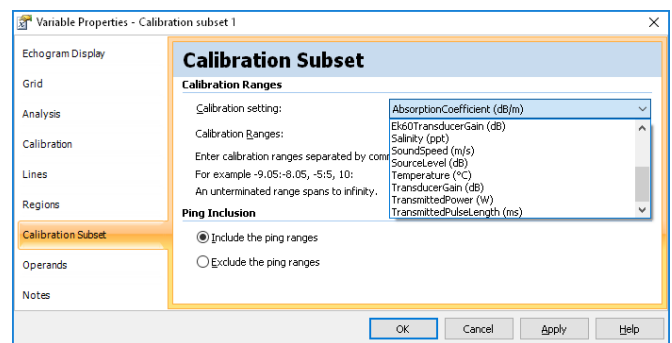 Variable Properties - Calibration subset 1
Echogram Display
Grid
Analysis
Calibration
Lines
Regions
Calibration Subset
Operands
Notes
Calibration Subset
Calibration Ranges
Calibration setting:
AbsorptionCoefficient (dB/m)
Ek60TransducerGain (dB)
Salinity (ppt)
SoundSpeed (m/s)
SourceLevel (dB)
Temperature (°C)
TransducerGain (dB)
TransmittedPower (W)
TransmittedPulseLength (ms)
Calibration Ranges:
Enter calibration ranges separated by
For example -9.05:-8.05, -5:5, 10:
An unterminated range spans to infinity.
Ping Inclusion
Include the ping ranges
Exclude the ping ranges
OK
Cancel
Apply
Help